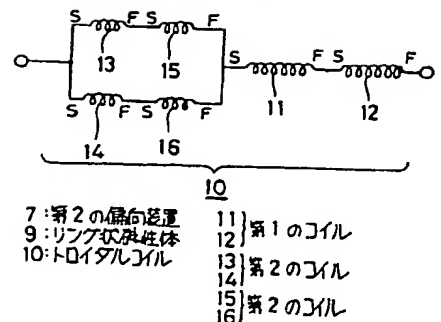 S F S F
13 15
S F S F
11 12
S F S F
14 16
10
7:第2の偏向装置
9:リング状磁性体
10:トロイダルコイル
11
12 }第1のコイル
13
14 }第2のコイル
15
16 }第2のコイル